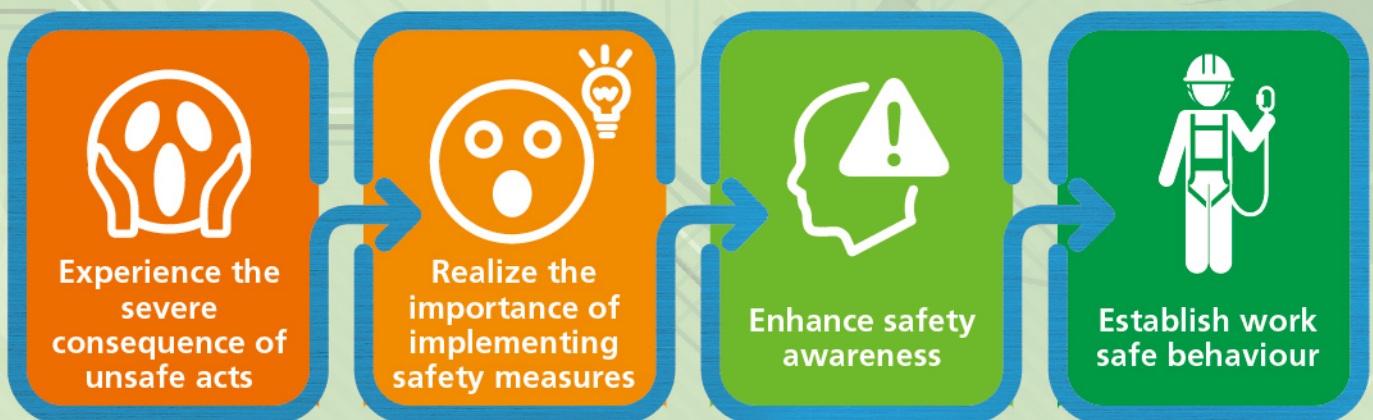 Experience the
severe
consequence of
unsafe acts
Realize the
importance of
implementing
safety measures
Enhance safety
awareness
Establish work
safe behaviour